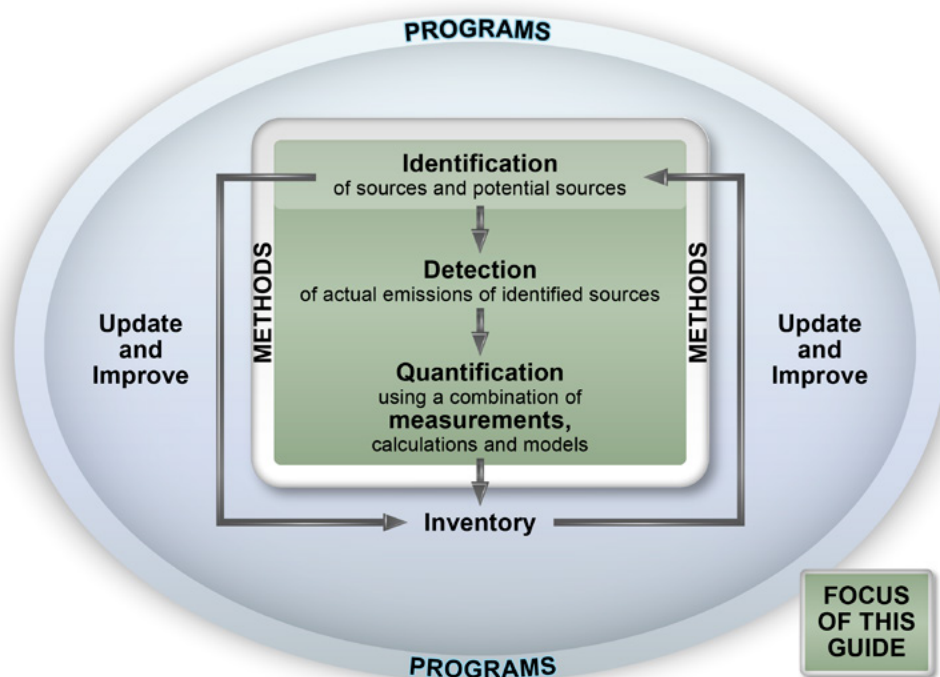 PROGRAMS
Identification
of sources and potential sources
METHODS
METHODS
Detection
of actual emissions of identified sources
Update
and
Improve
Update
and
Improve
Quantification
using a combination of
measurements,
calculations and models
Inventory
FOCUS
OF THIS
GUIDE
PROGRAMS